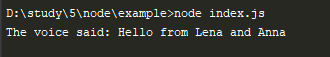 D:\study\5\node\example>node index.js
The voice said: Hello from Lena and Anna